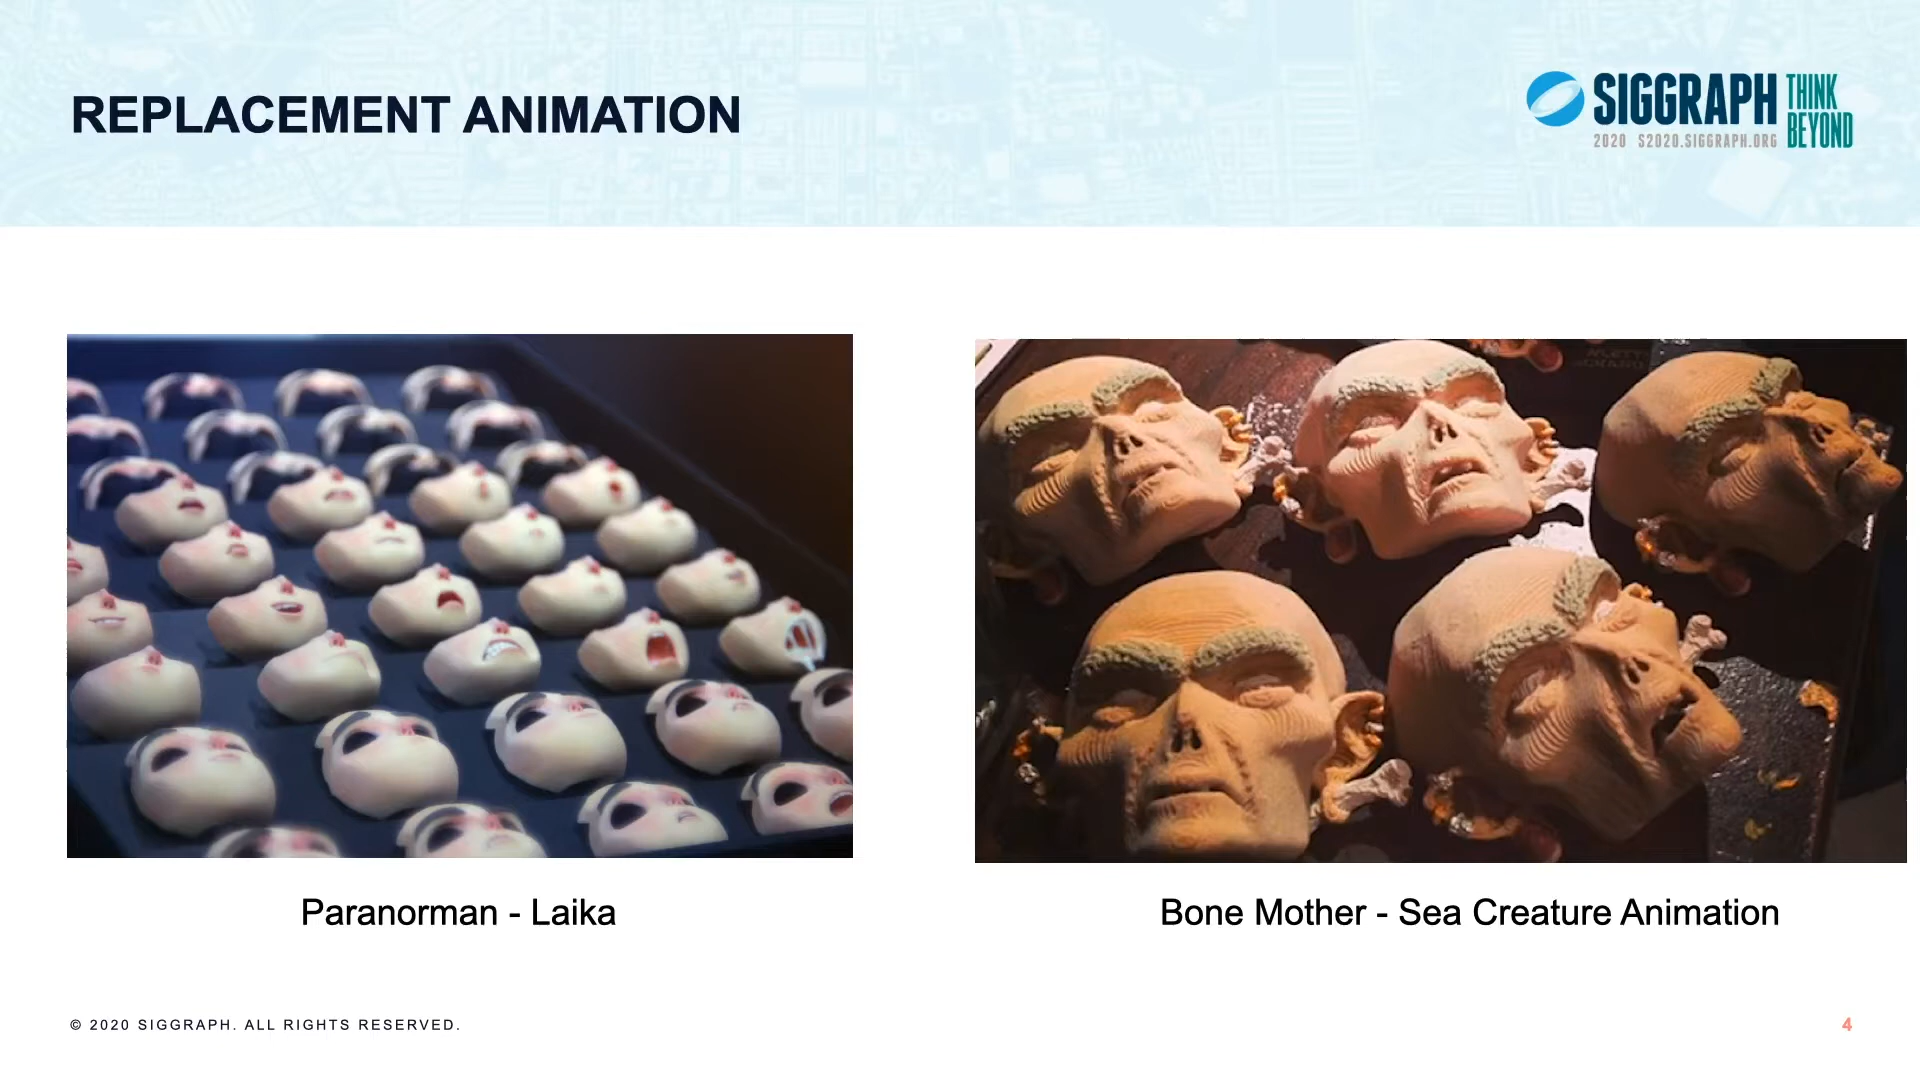 REPLACEMENT ANIMATION
SIGGRAPH
THINK
BEYOND
2020 S2020.SIGGRAPH.ORG
Paranorman - Laika
Bone Mother - Sea Creature Animation
© 2020 SIGGRAPH. ALL RIGHTS RESERVED.
4